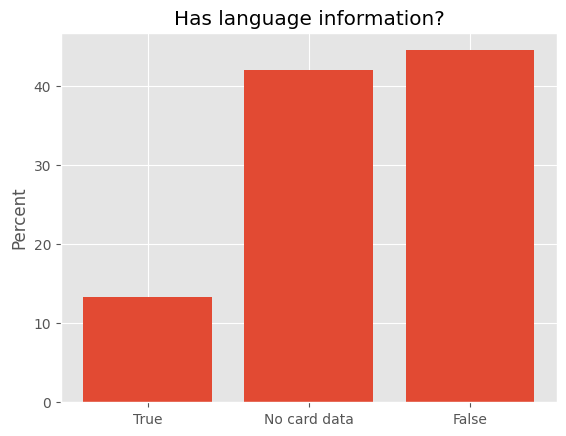 Has language information?
Percent
40
30
20
10
0
True
No card data
False